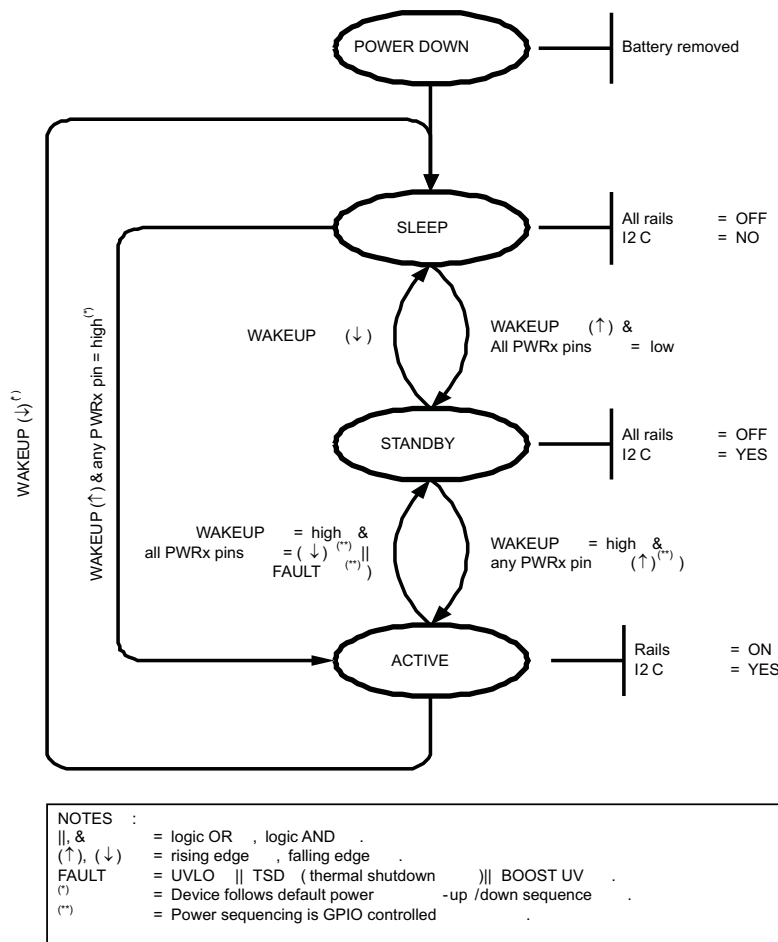 POWER DOWN
Battery removed
SLEEP
All rails = OFF
I2 C = NO
WAKEUP (↓)
WAKEUP (↑) &
All PWRx pins = low
WAKEUP (↓)(*)
WAKEUP (↑) & any PWRx pin = high(*)
STANDBY
All rails = OFF
I2 C = YES
WAKEUP = high &
all PWRx pins = (↓) (**) ||
FAULT (**))
WAKEUP = high &
any PWRx pin (↑)(**) )
ACTIVE
Rails = ON
I2 C = YES
NOTES :
||, & = logic OR , logic AND .
(↑), (↓) = rising edge , falling edge .
FAULT = UVLO || TSD ( thermal shutdown )|| BOOST UV .
(*) = Device follows default power -up /down sequence .
(**) = Power sequencing is GPIO controlled .